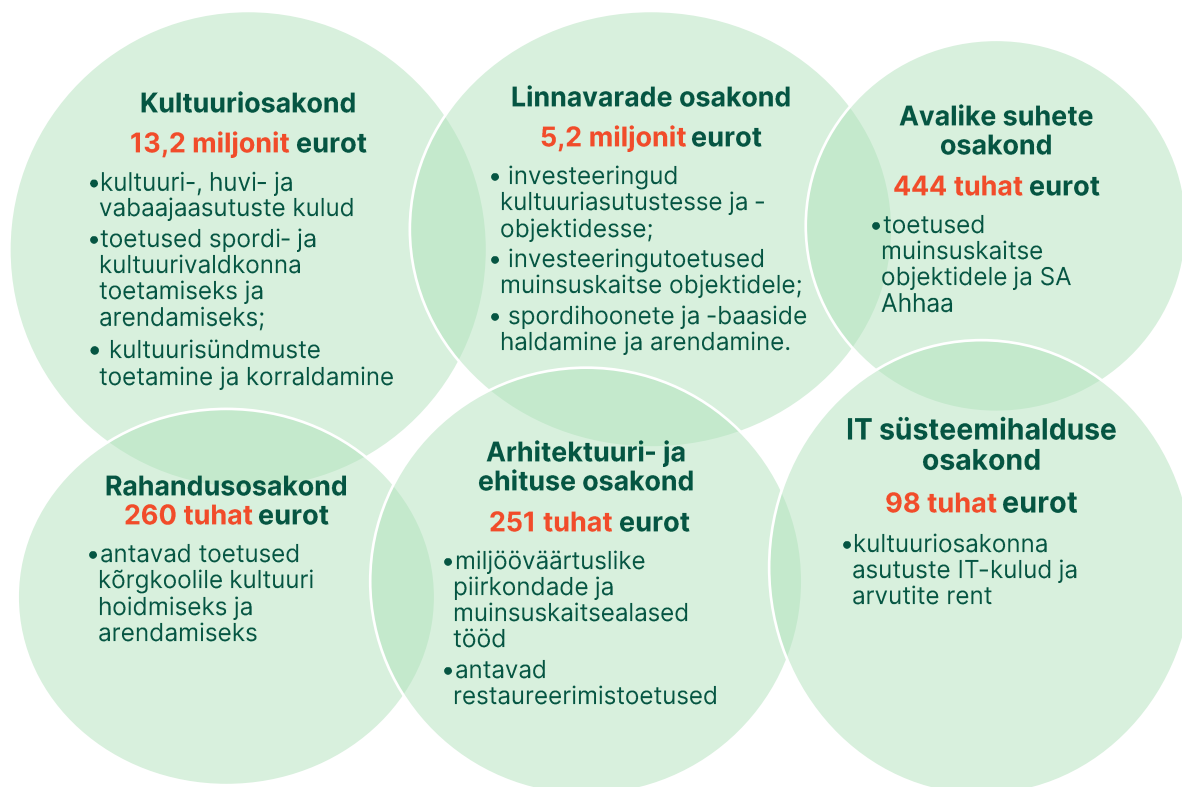 Kultuuriosakond
13,2 miljonit eurot
•kultuuri-, huvi- ja
vabaajaasutuste kulud
•toetused spordi- ja
kultuurivaldkonna
toetamiseks ja
arendamiseks;
• kultuurisündmuste
toetamine ja korraldamine
Linnavarade osakond
5,2 miljonit eurot
• investeeringud
kultuuriasutustesse ja -
objektidesse;
• investeeringutoetused
muinsuskaitse objektidele;
• spordihoonete ja -baaside
haldamine ja arendamine.
Avalike suhete
osakond
444 tuhat eurot
•toetused
muinsuskaitse
objektidele ja SA
Ahhaa
Rahandusosakond
260 tuhat eurot
•antavad toetused
kõrgkoolile kultuuri
hoidmiseks ja
arendamiseks
Arhitektuuri- ja
ehituse osakond
251 tuhat eurot
•miljööväärtuslike
piirkondade ja
muinsuskaitsealased
tööd
•antavad
restaureerimistoetused
IT süsteemihalduse
osakond
98 tuhat eurot
•kultuuriosakonna
asutuste IT-kulud ja
arvutite rent